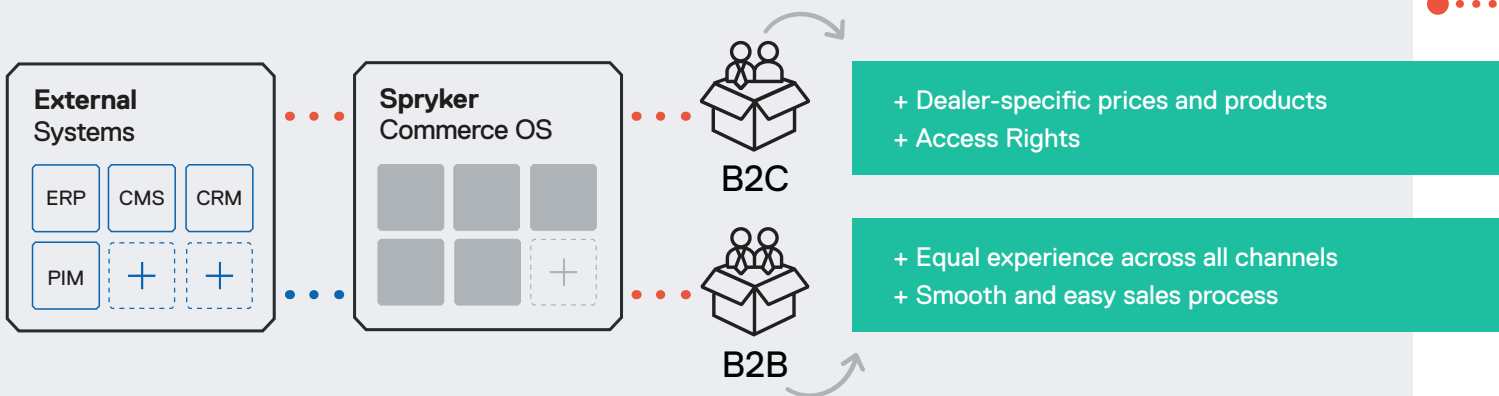 External
Systems
ERP
CMS
CRM
PIM
Spryker
Commerce OS
B2C
+ Dealer-specific prices and products
+ Access Rights
B2B
+ Equal experience across all channels
+ Smooth and easy sales process